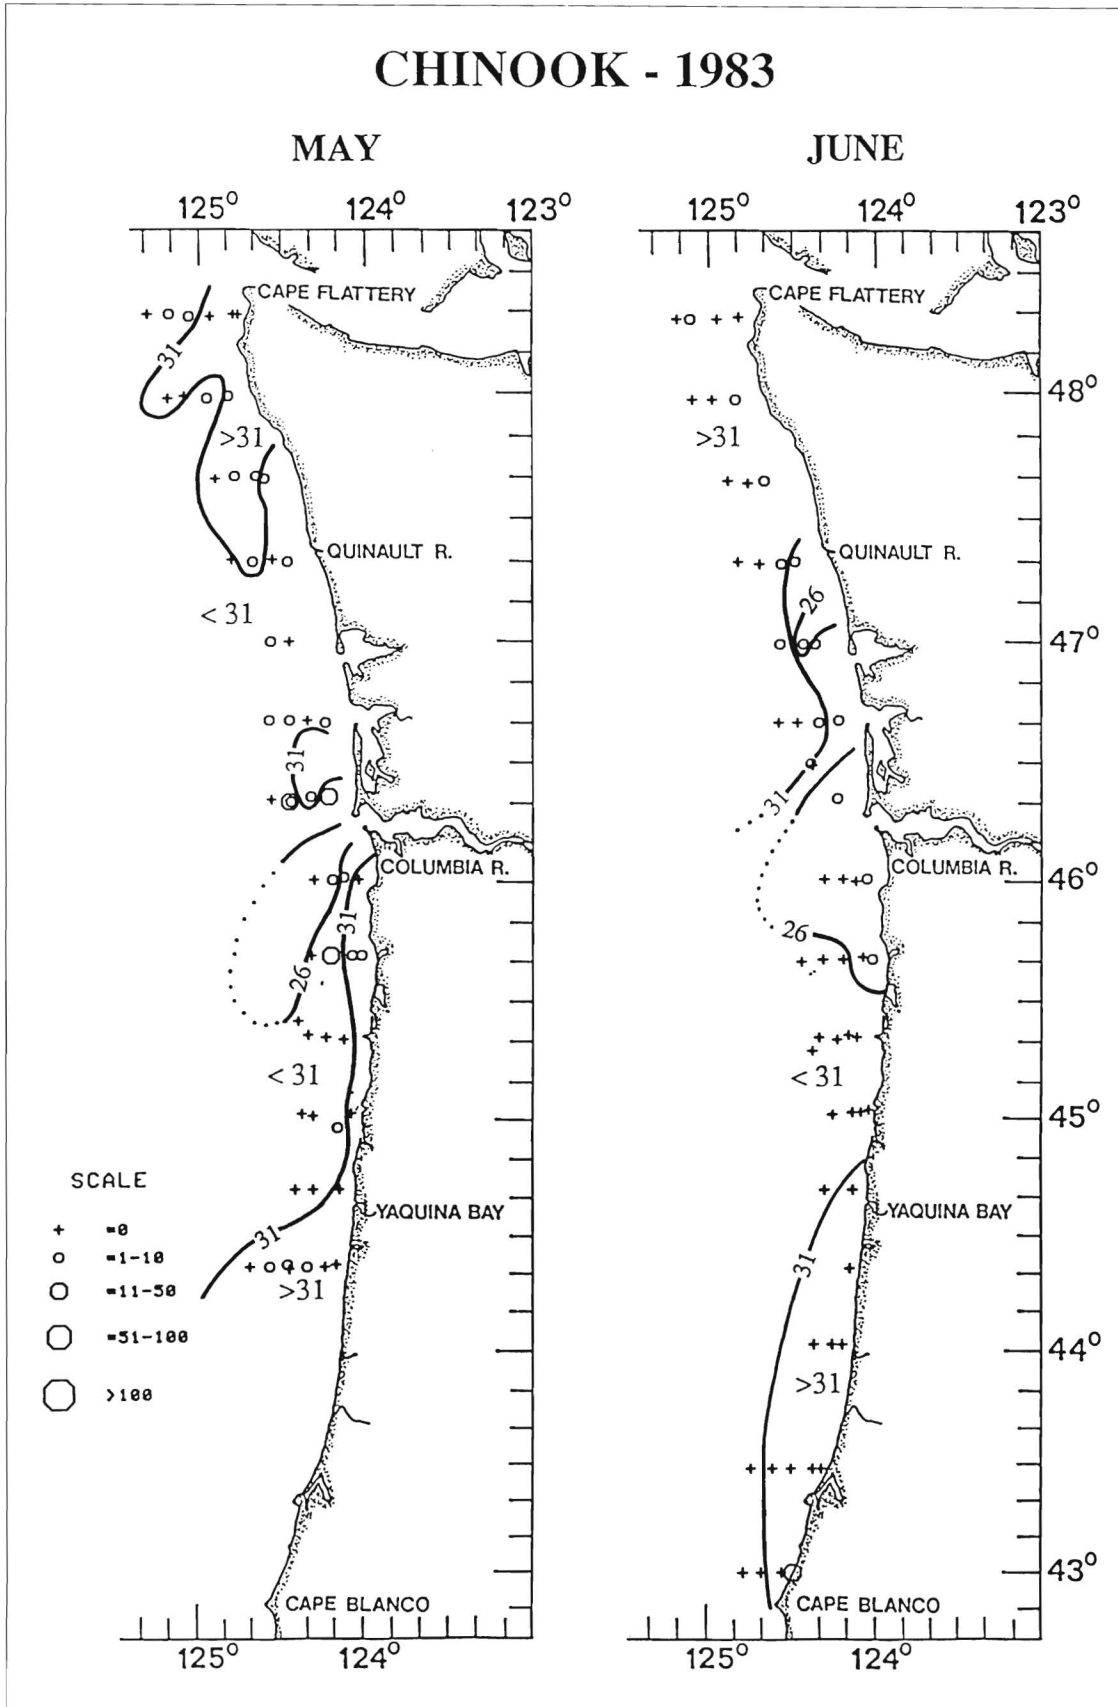 CHINOOK - 1983
MAY
125° 124° 123°
CAPE FLATTERY
31
>31
QUINAULT R.
< 31
31
COLUMBIA R.
31
26
< 31
YAQUINA BAY
31
>31
CAPE BLANCO
125° 124°
SCALE
+ =0
=1-10
=11-50
=51-100
>100
JUNE
125° 124° 123°
CAPE FLATTERY
48°
>31
QUINAULT R.
26
47°
31
COLUMBIA R.
46°
26
< 31
45°
YAQUINA BAY
31
44°
>31
43°
CAPE BLANCO
125° 124°